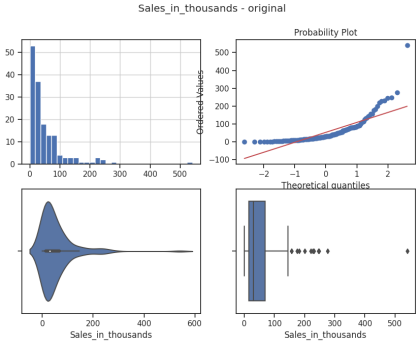 Sales_in_thousands - original
Probability Plot
50
40
30
20
10
0
0 100 200 300 400 500
Ordered Values
500
400
300
200
100
0
−100
−2 −1 0 1 2
Theoretical quantiles
0 200 400 600
Sales_in_thousands
0 100 200 300 400 500
Sales_in_thousands